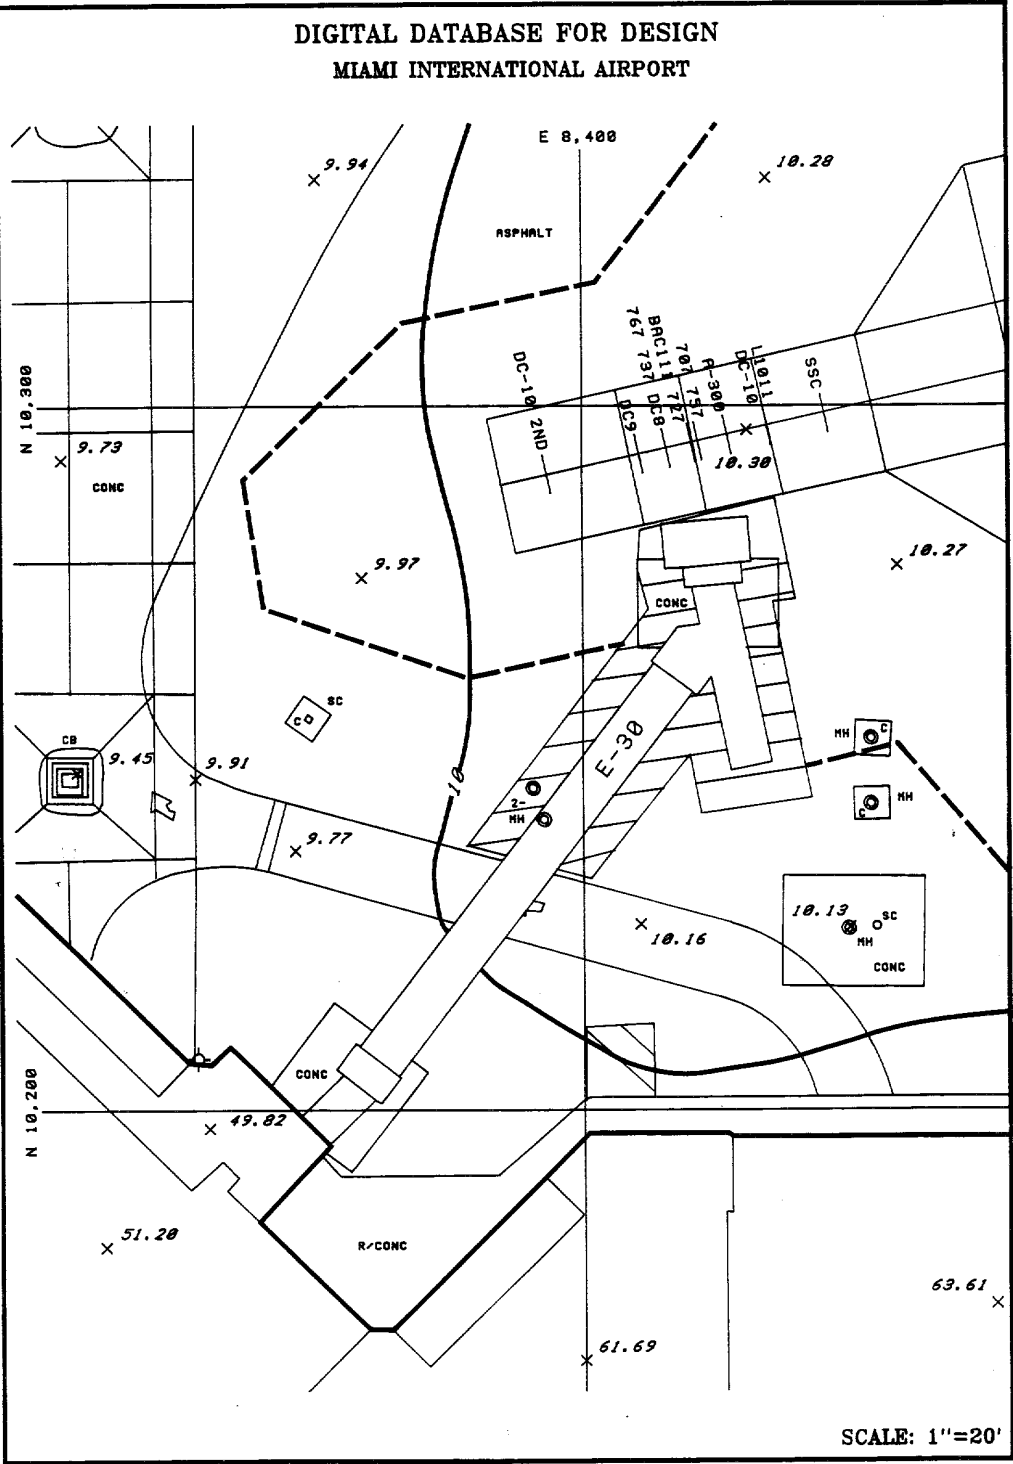 DIGITAL DATABASE FOR DESIGN
MIAMI INTERNATIONAL AIRPORT
E 8,400
9.94
10.28
ASPHALT
DC-10 2ND
767 737 DC9
BAC111 727 DC8
707 757
A-300
L1011
DC-10
SSC
N 10,300
9.73
CONC
10.30
9.97
10.27
CONC
SC
C
CB
9.45
9.91
E-30
MH
C
10
2-
MH
MH
C
9.77
10.13
SC
MH
CONC
10.16
CONC
N 10,200
49.82
51.20
R/CONC
63.61
61.69
SCALE: 1"=20'